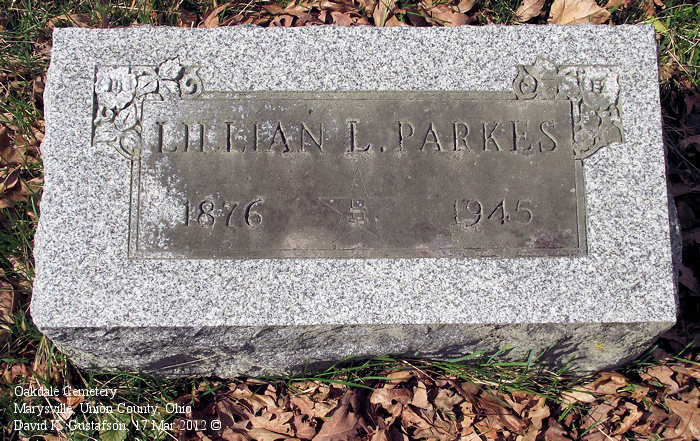 LILLIAN L. PARKES
1876 1945
Oakdale Cemetery
Marysville, Union County, Ohio
David K. Gustafson, 17 Mar 2012 ©